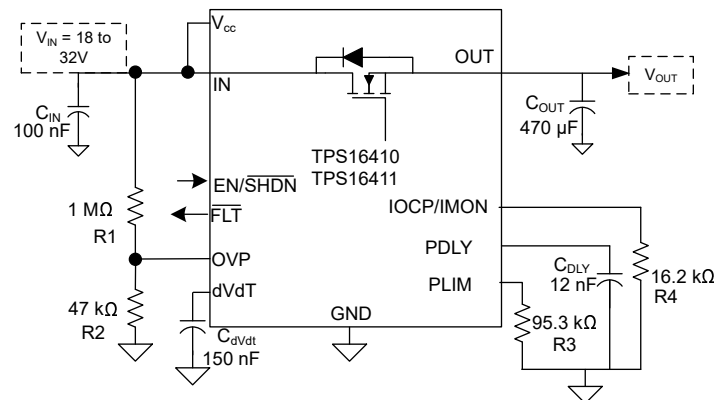 V_IN = 18 to
32V
V_cc
IN
OUT
V_OUT
C_IN
100 nF
C_OUT
470 µF
TPS16410
TPS16411
EN/SHDN
FLT
1 MΩ
R1
IOCP/IMON
OVP
PDLY
C_DLY
12 nF
16.2 kΩ
R4
dVdT
PLIM
47 kΩ
R2
C_dVdt
150 nF
GND
95.3 kΩ
R3